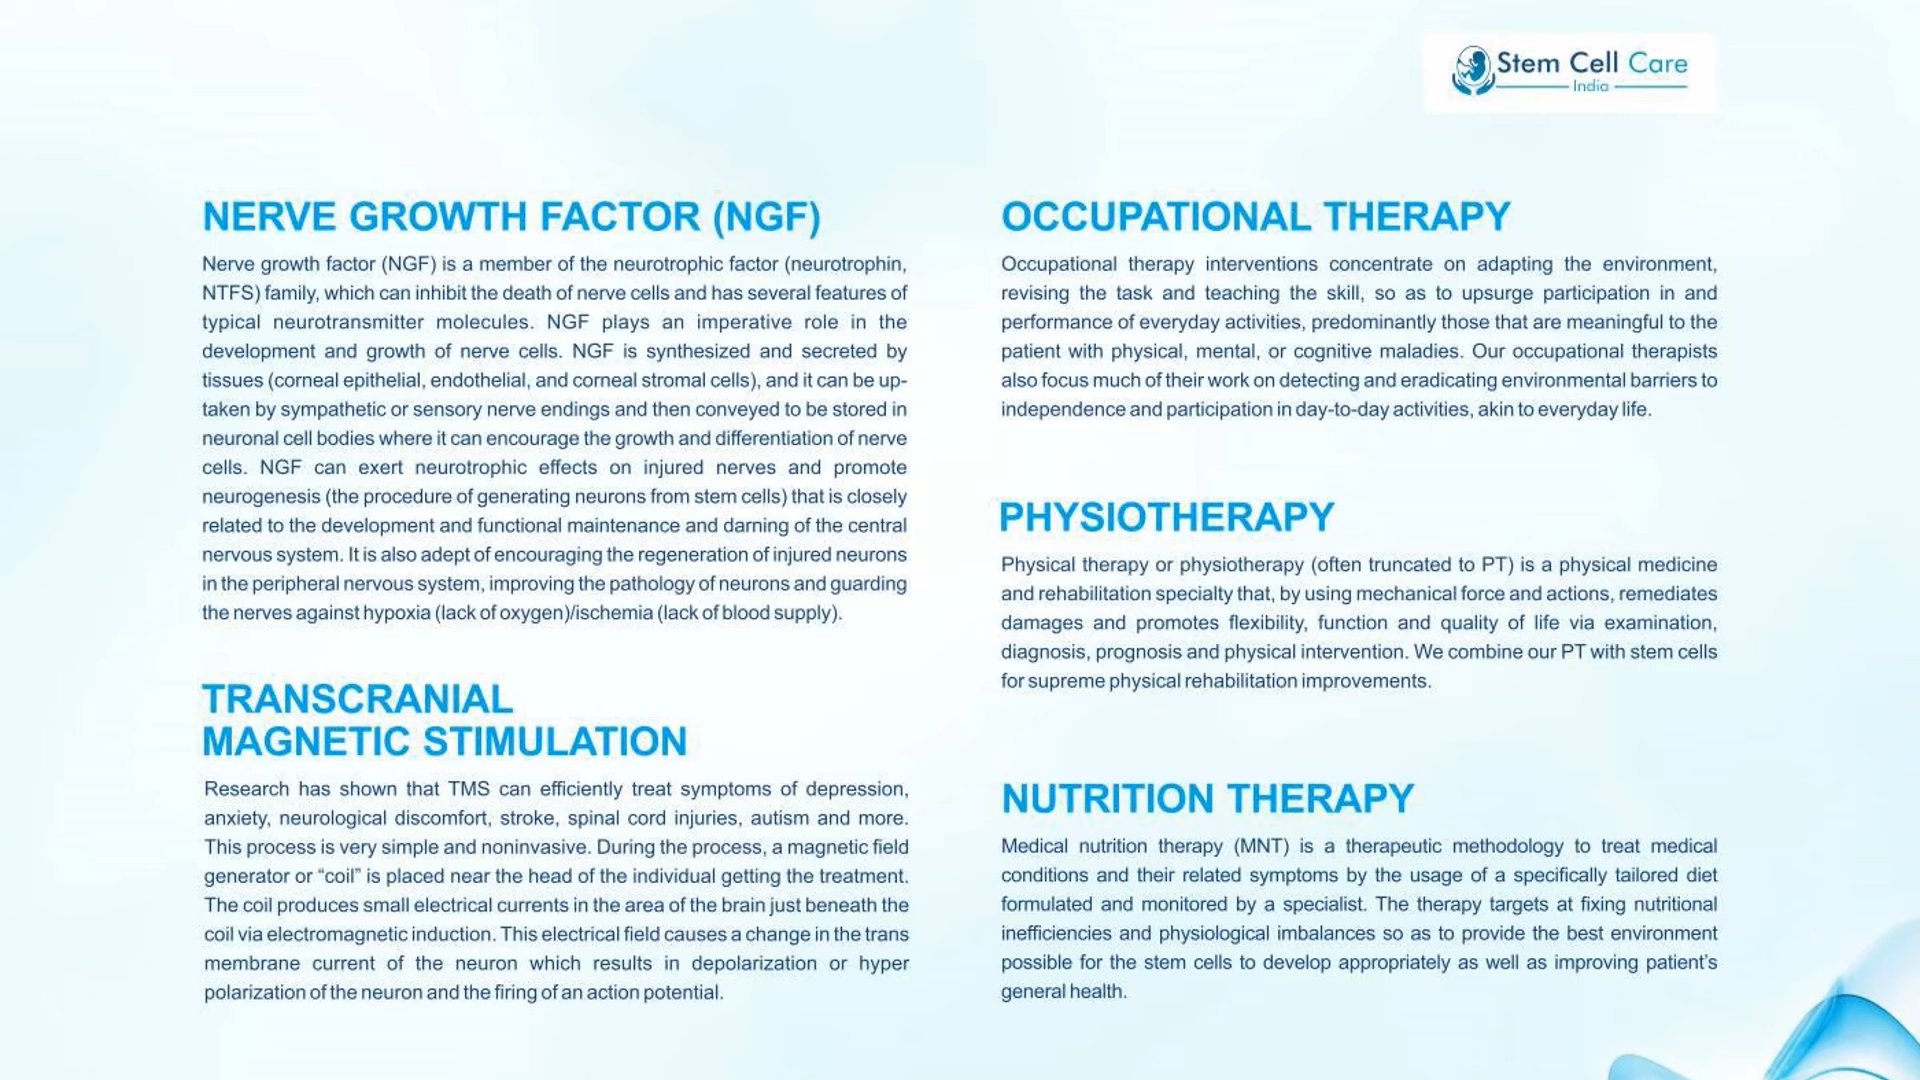 Stem Cell Care
India
NERVE GROWTH FACTOR (NGF)
Nerve growth factor (NGF) is a member of the neurotrophic factor (neurotrophin,
NTFS) family, which can inhibit the death of nerve cells and has several features of
typical neurotransmitter molecules. NGF plays an imperative role in the
development and growth of nerve cells. NGF is synthesized and secreted by
tissues (corneal epithelial, endothelial, and corneal stromal cells), and it can be up-
taken by sympathetic or sensory nerve endings and then conveyed to be stored in
neuronal cell bodies where it can encourage the growth and differentiation of nerve
cells. NGF can exert neurotrophic effects on injured nerves and promote
neurogenesis (the procedure of generating neurons from stem cells) that is closely
related to the development and functional maintenance and darning of the central
nervous system. It is also adept of encouraging the regeneration of injured neurons
in the peripheral nervous system, improving the pathology of neurons and guarding
the nerves against hypoxia (lack of oxygen)/ischemia (lack of blood supply).
TRANSCRANIAL
MAGNETIC STIMULATION
Research has shown that TMS can efficiently treat symptoms of depression,
anxiety, neurological discomfort, stroke, spinal cord injuries, autism and more.
This process is very simple and noninvasive. During the process, a magnetic field
generator or “coil” is placed near the head of the individual getting the treatment.
The coil produces small electrical currents in the area of the brain just beneath the
coil via electromagnetic induction. This electrical field causes a change in the trans
membrane current of the neuron which results in depolarization or hyper
polarization of the neuron and the firing of an action potential.
OCCUPATIONAL THERAPY
Occupational therapy interventions concentrate on adapting the environment,
revising the task and teaching the skill, so as to upsurge participation in and
performance of everyday activities, predominantly those that are meaningful to the
patient with physical, mental, or cognitive maladies. Our occupational therapists
also focus much of their work on detecting and eradicating environmental barriers to
independence and participation in day-to-day activities, akin to everyday life.
PHYSIOTHERAPY
Physical therapy or physiotherapy (often truncated to PT) is a physical medicine
and rehabilitation specialty that, by using mechanical force and actions, remediates
damages and promotes flexibility, function and quality of life via examination,
diagnosis, prognosis and physical intervention. We combine our PT with stem cells
for supreme physical rehabilitation improvements.
NUTRITION THERAPY
Medical nutrition therapy (MNT) is a therapeutic methodology to treat medical
conditions and their related symptoms by the usage of a specifically tailored diet
formulated and monitored by a specialist. The therapy targets at fixing nutritional
inefficiencies and physiological imbalances so as to provide the best environment
possible for the stem cells to develop appropriately as well as improving patient’s
general health.